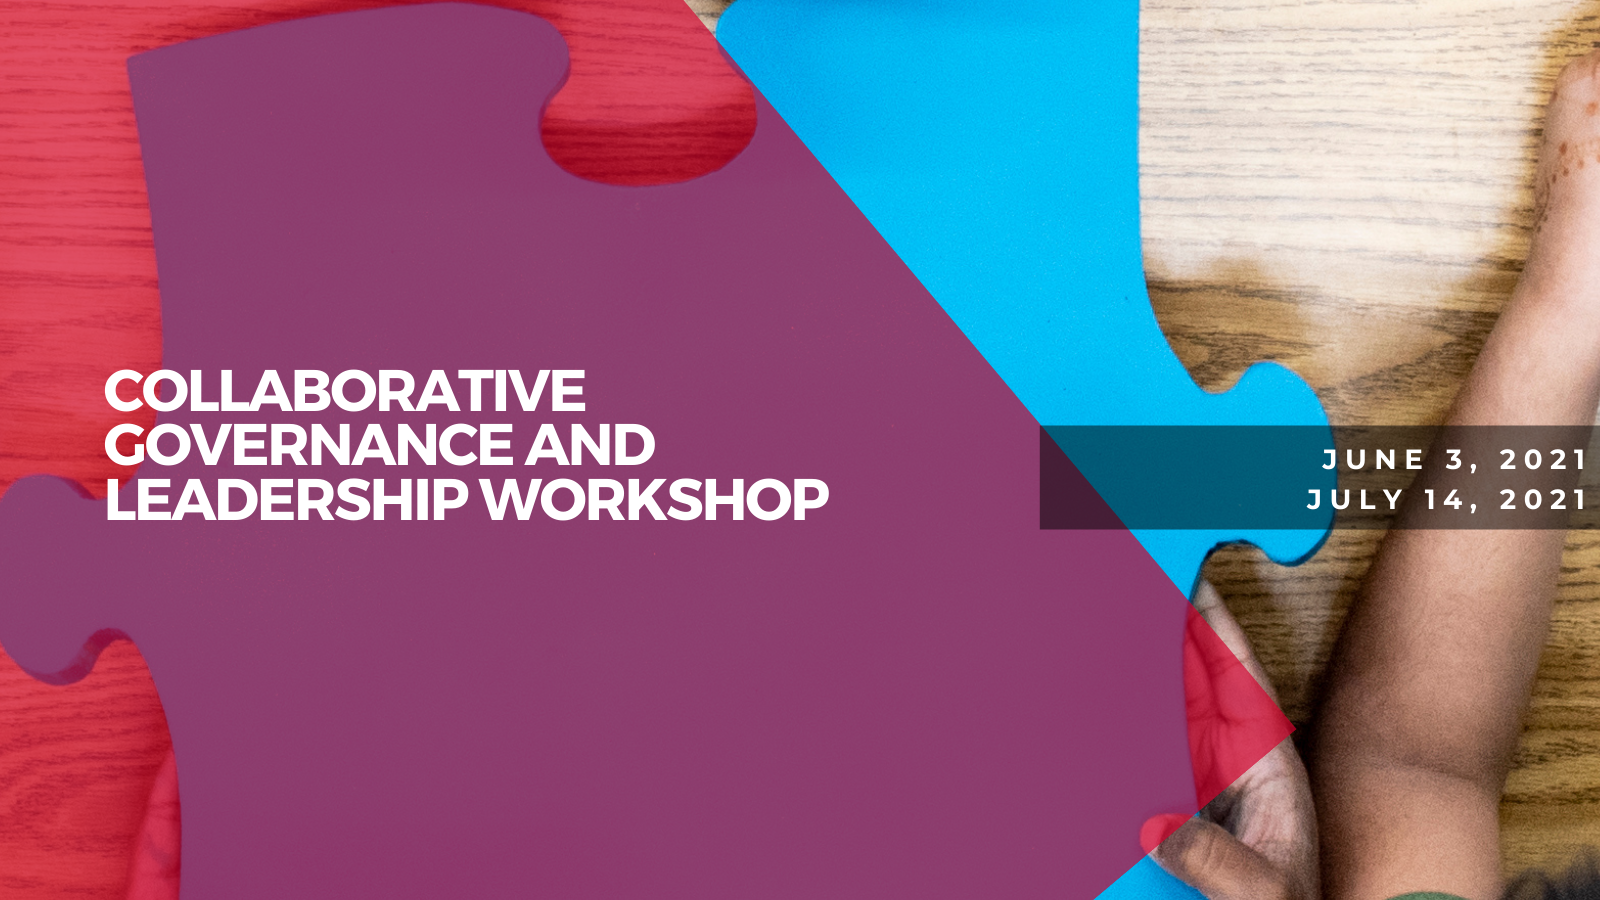 COLLABORATIVE
GOVERNANCE AND
LEADERSHIP WORKSHOP
JUNE 3, 2021
JULY 14, 2021